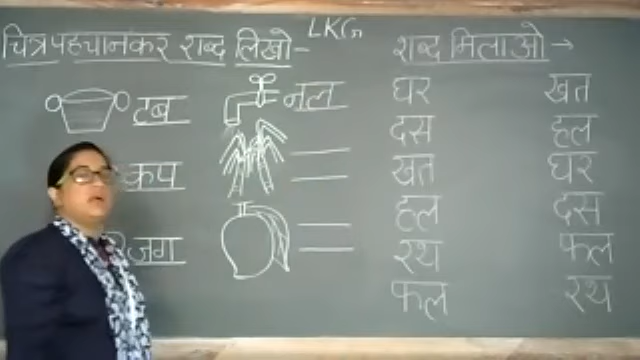 LKG
चित्र पहचानकर शब्द लिखो-
टब नल
कप
जग
शब्द मिलाओ →
घर खत
दस हल
खत घर
हल दस
रथ फल
फल रथ